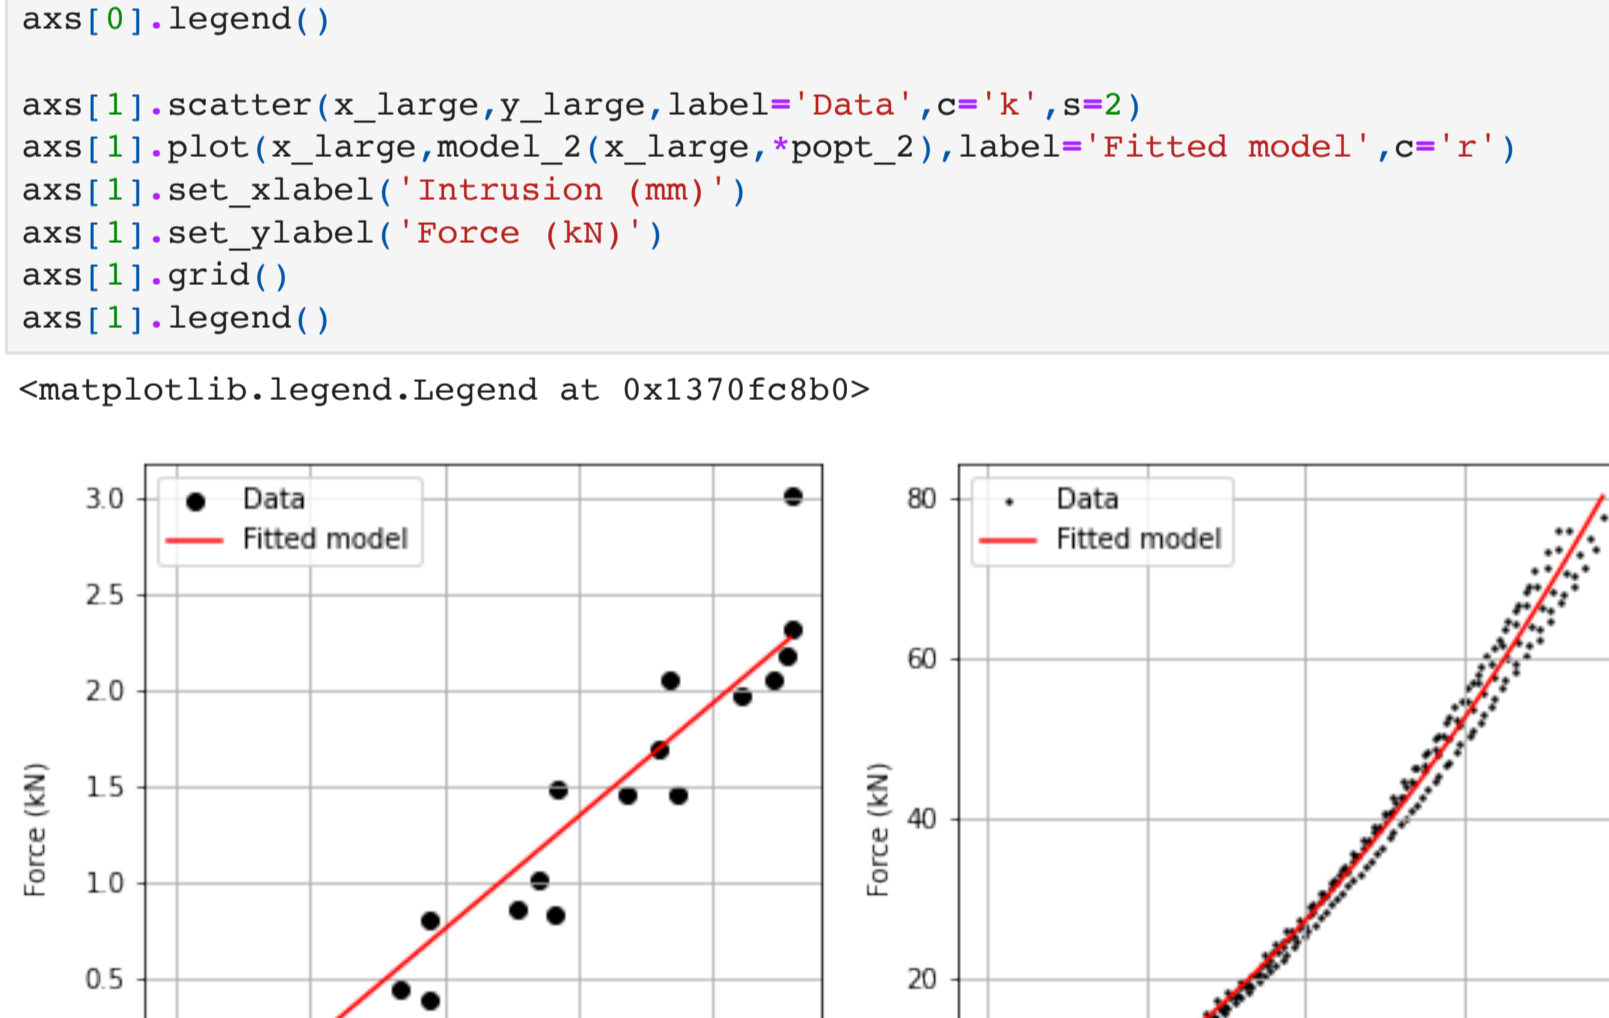 axs[0].legend()
axs[1].scatter(x_large,y_large,label='Data',c='k',s=2)
axs[1].plot(x_large,model_2(x_large,*popt_2),label='Fitted model',c='r')
axs[1].set_xlabel('Intrusion (mm)')
axs[1].set_ylabel('Force (kN)')
axs[1].grid()
axs[1].legend()
<matplotlib.legend.Legend at 0x1370fc8b0>
Data
Fitted model
3.0
2.5
2.0
1.5
1.0
0.5
Force (kN)
Data
Fitted model
80
60
40
20
Force (kN)